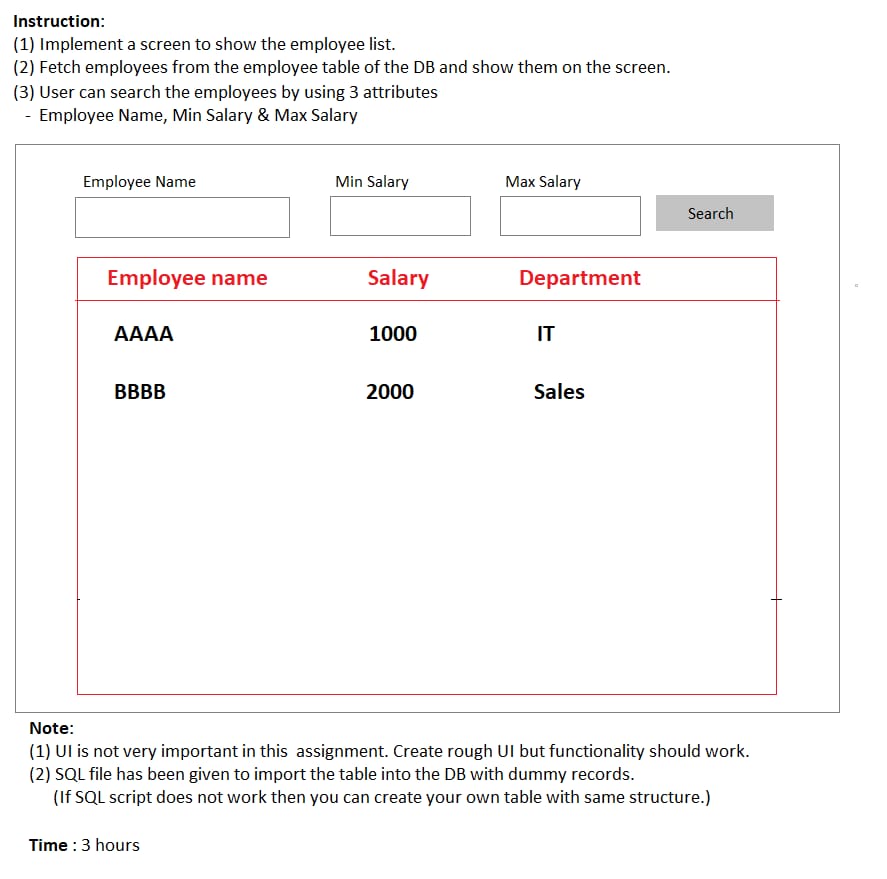 Instruction:
(1) Implement a screen to show the employee list.
(2) Fetch employees from the employee table of the DB and show them on the screen.
(3) User can search the employees by using 3 attributes
- Employee Name, Min Salary & Max Salary
Employee Name Min Salary Max Salary
Search
Employee name Salary Department
AAAA 1000 IT
BBBB 2000 Sales
Note:
(1) UI is not very important in this assignment. Create rough UI but functionality should work.
(2) SQL file has been given to import the table into the DB with dummy records.
(If SQL script does not work then you can create your own table with same structure.)
Time : 3 hours